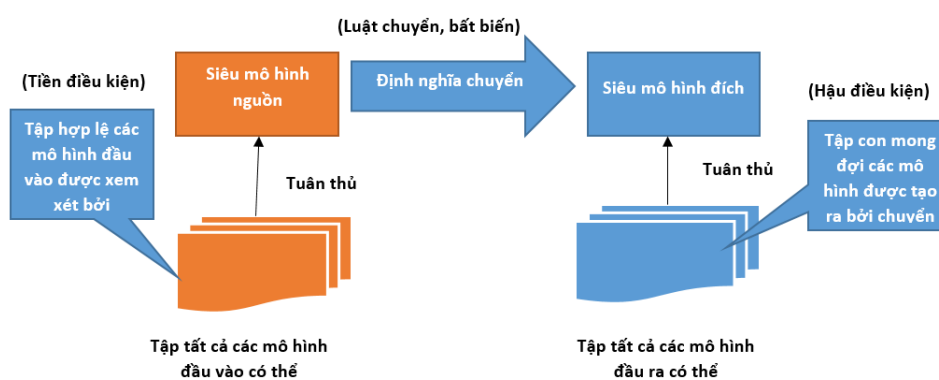 (Luật chuyển, bất biến)
(Tiền điều kiện)
Siêu mô hình
nguồn
Định nghĩa chuyển
Siêu mô hình đích
(Hậu điều kiện)
Tập hợp lệ các
mô hình đầu
vào được xem
xét bởi
Tuân thủ
Tuân thủ
Tập con mong
đợi các mô
hình được tạo
ra bởi chuyển
Tập tất cả các mô hình
đầu vào có thể
Tập tất cả các mô hình
đầu ra có thể